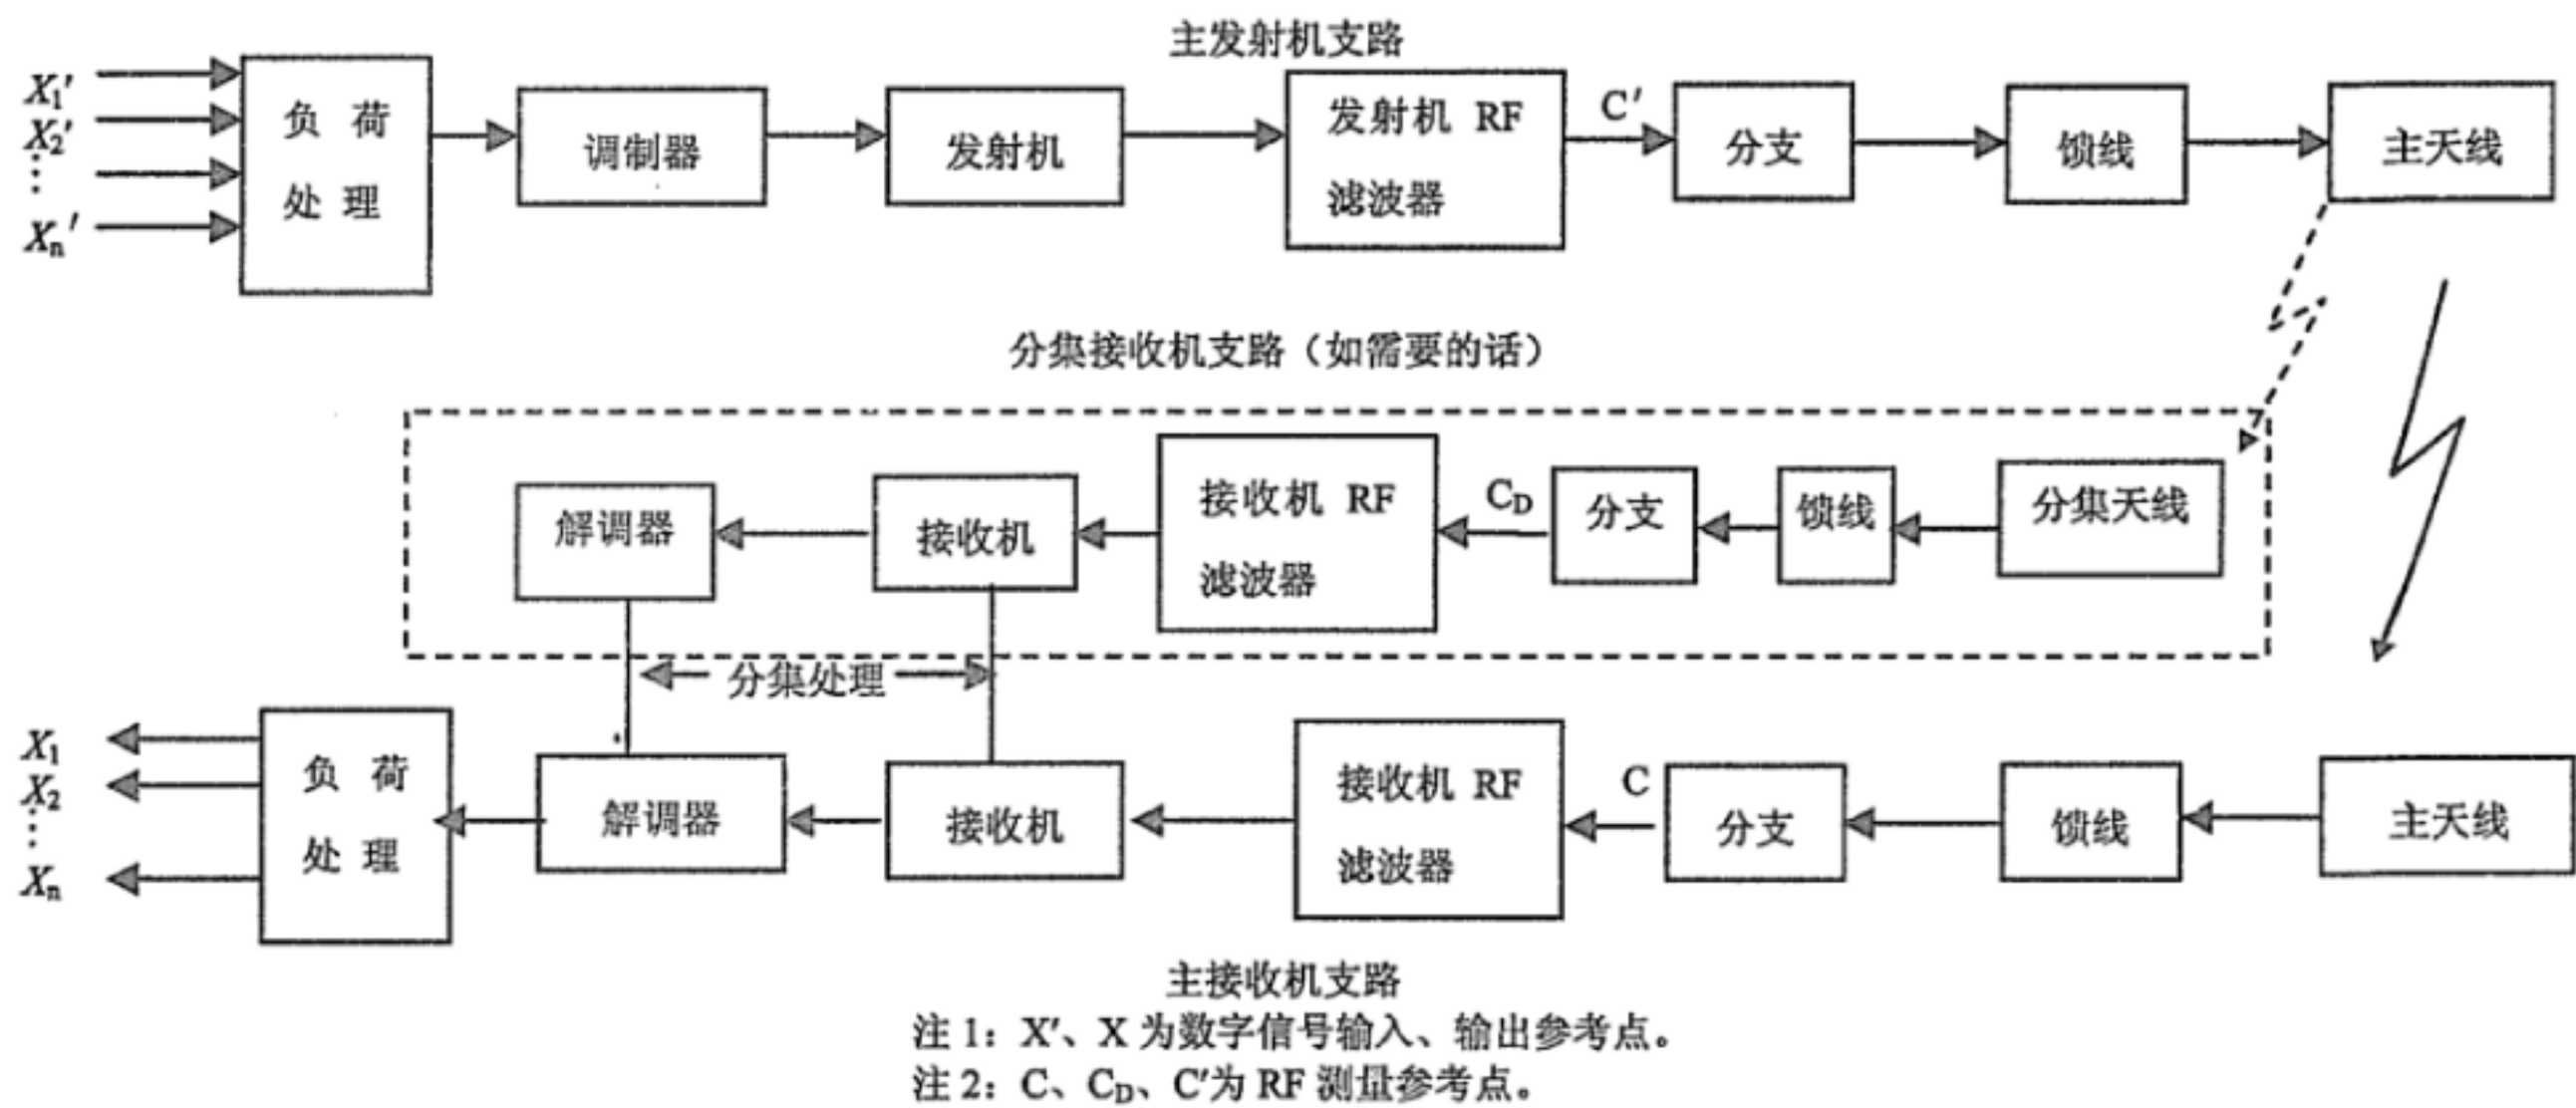 主发射机支路
X₁′
X₂′
⋮
Xₙ′
负 荷
处 理
调制器
发射机
发射机 RF
滤波器
C′
分支
馈线
主天线
分集接收机支路（如需要的话）
解调器
接收机
接收机 RF
滤波器
C_D
分支
馈线
分集天线
分集处理
X₁
X₂
⋮
Xₙ
负 荷
处 理
解调器
接收机
接收机 RF
滤波器
C
分支
馈线
主天线
主接收机支路
注 1：X′、X 为数字信号输入、输出参考点。
注 2：C、C_D、C′为 RF 测量参考点。